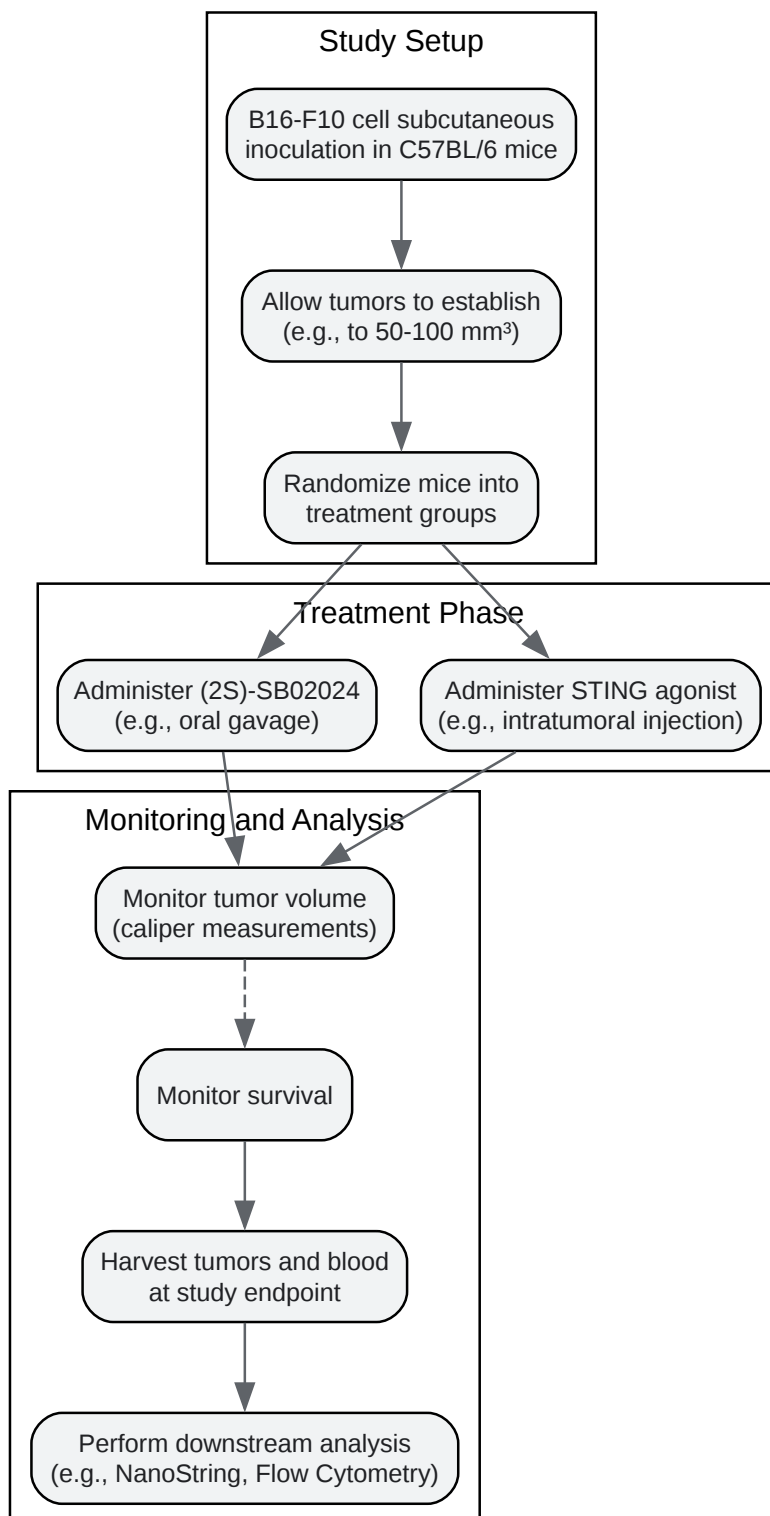 Study Setup
B16-F10 cell subcutaneous
inoculation in C57BL/6 mice
Allow tumors to establish
(e.g., to 50-100 mm³)
Randomize mice into
treatment groups
Treatment Phase
Administer (2S)-SB02024
(e.g., oral gavage)
Administer STING agonist
(e.g., intratumoral injection)
Monitoring and Analysis
Monitor tumor volume
(caliper measurements)
Monitor survival
Harvest tumors and blood
at study endpoint
Perform downstream analysis
(e.g., NanoString, Flow Cytometry)